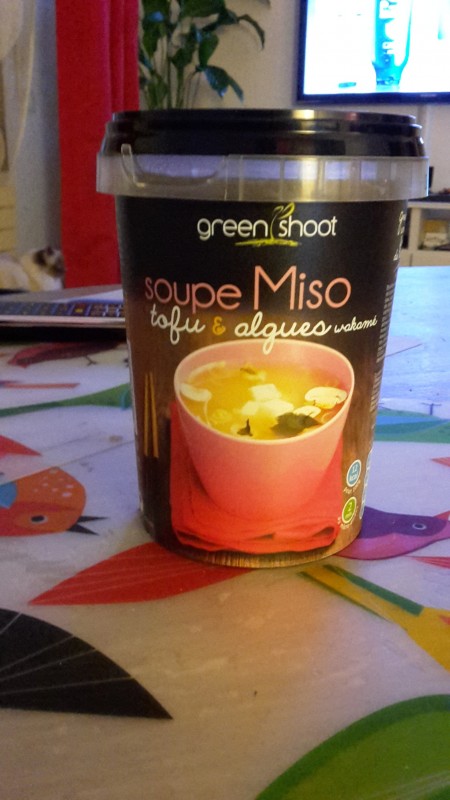 green shoot
soupe Miso
tofu & algues wakamé